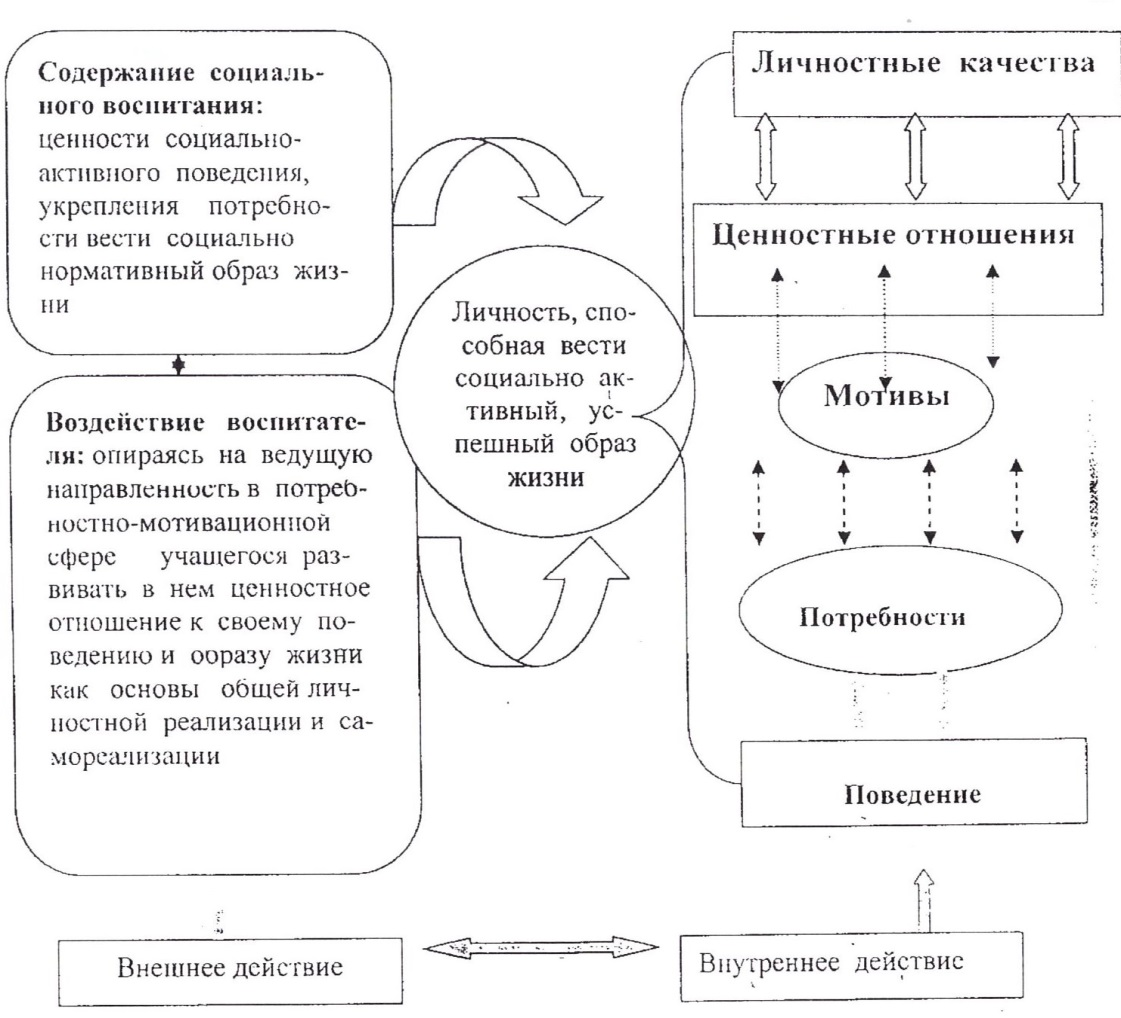 Содержание социаль-
ного воспитания:
ценности социально-
активного поведения,
укрепления потребно-
сти вести социально
нормативный образ жиз-
ни
Воздействие воспитате-
ля: опираясь на ведущую
направленность в потреб-
ностно-мотивационной
сфере учащегося раз-
вивать в нем ценностное
отношение к своему по-
ведению и образу жизни
как основы общей лич-
ностной реализации и са-
мореализации
Внешнее действие
Личность, спо-
собная вести
социально ак-
тивный, ус-
пешный образ
жизни
Личностные качества
Ценностные отношения
Мотивы
Потребности
Поведение
Внутреннее действие